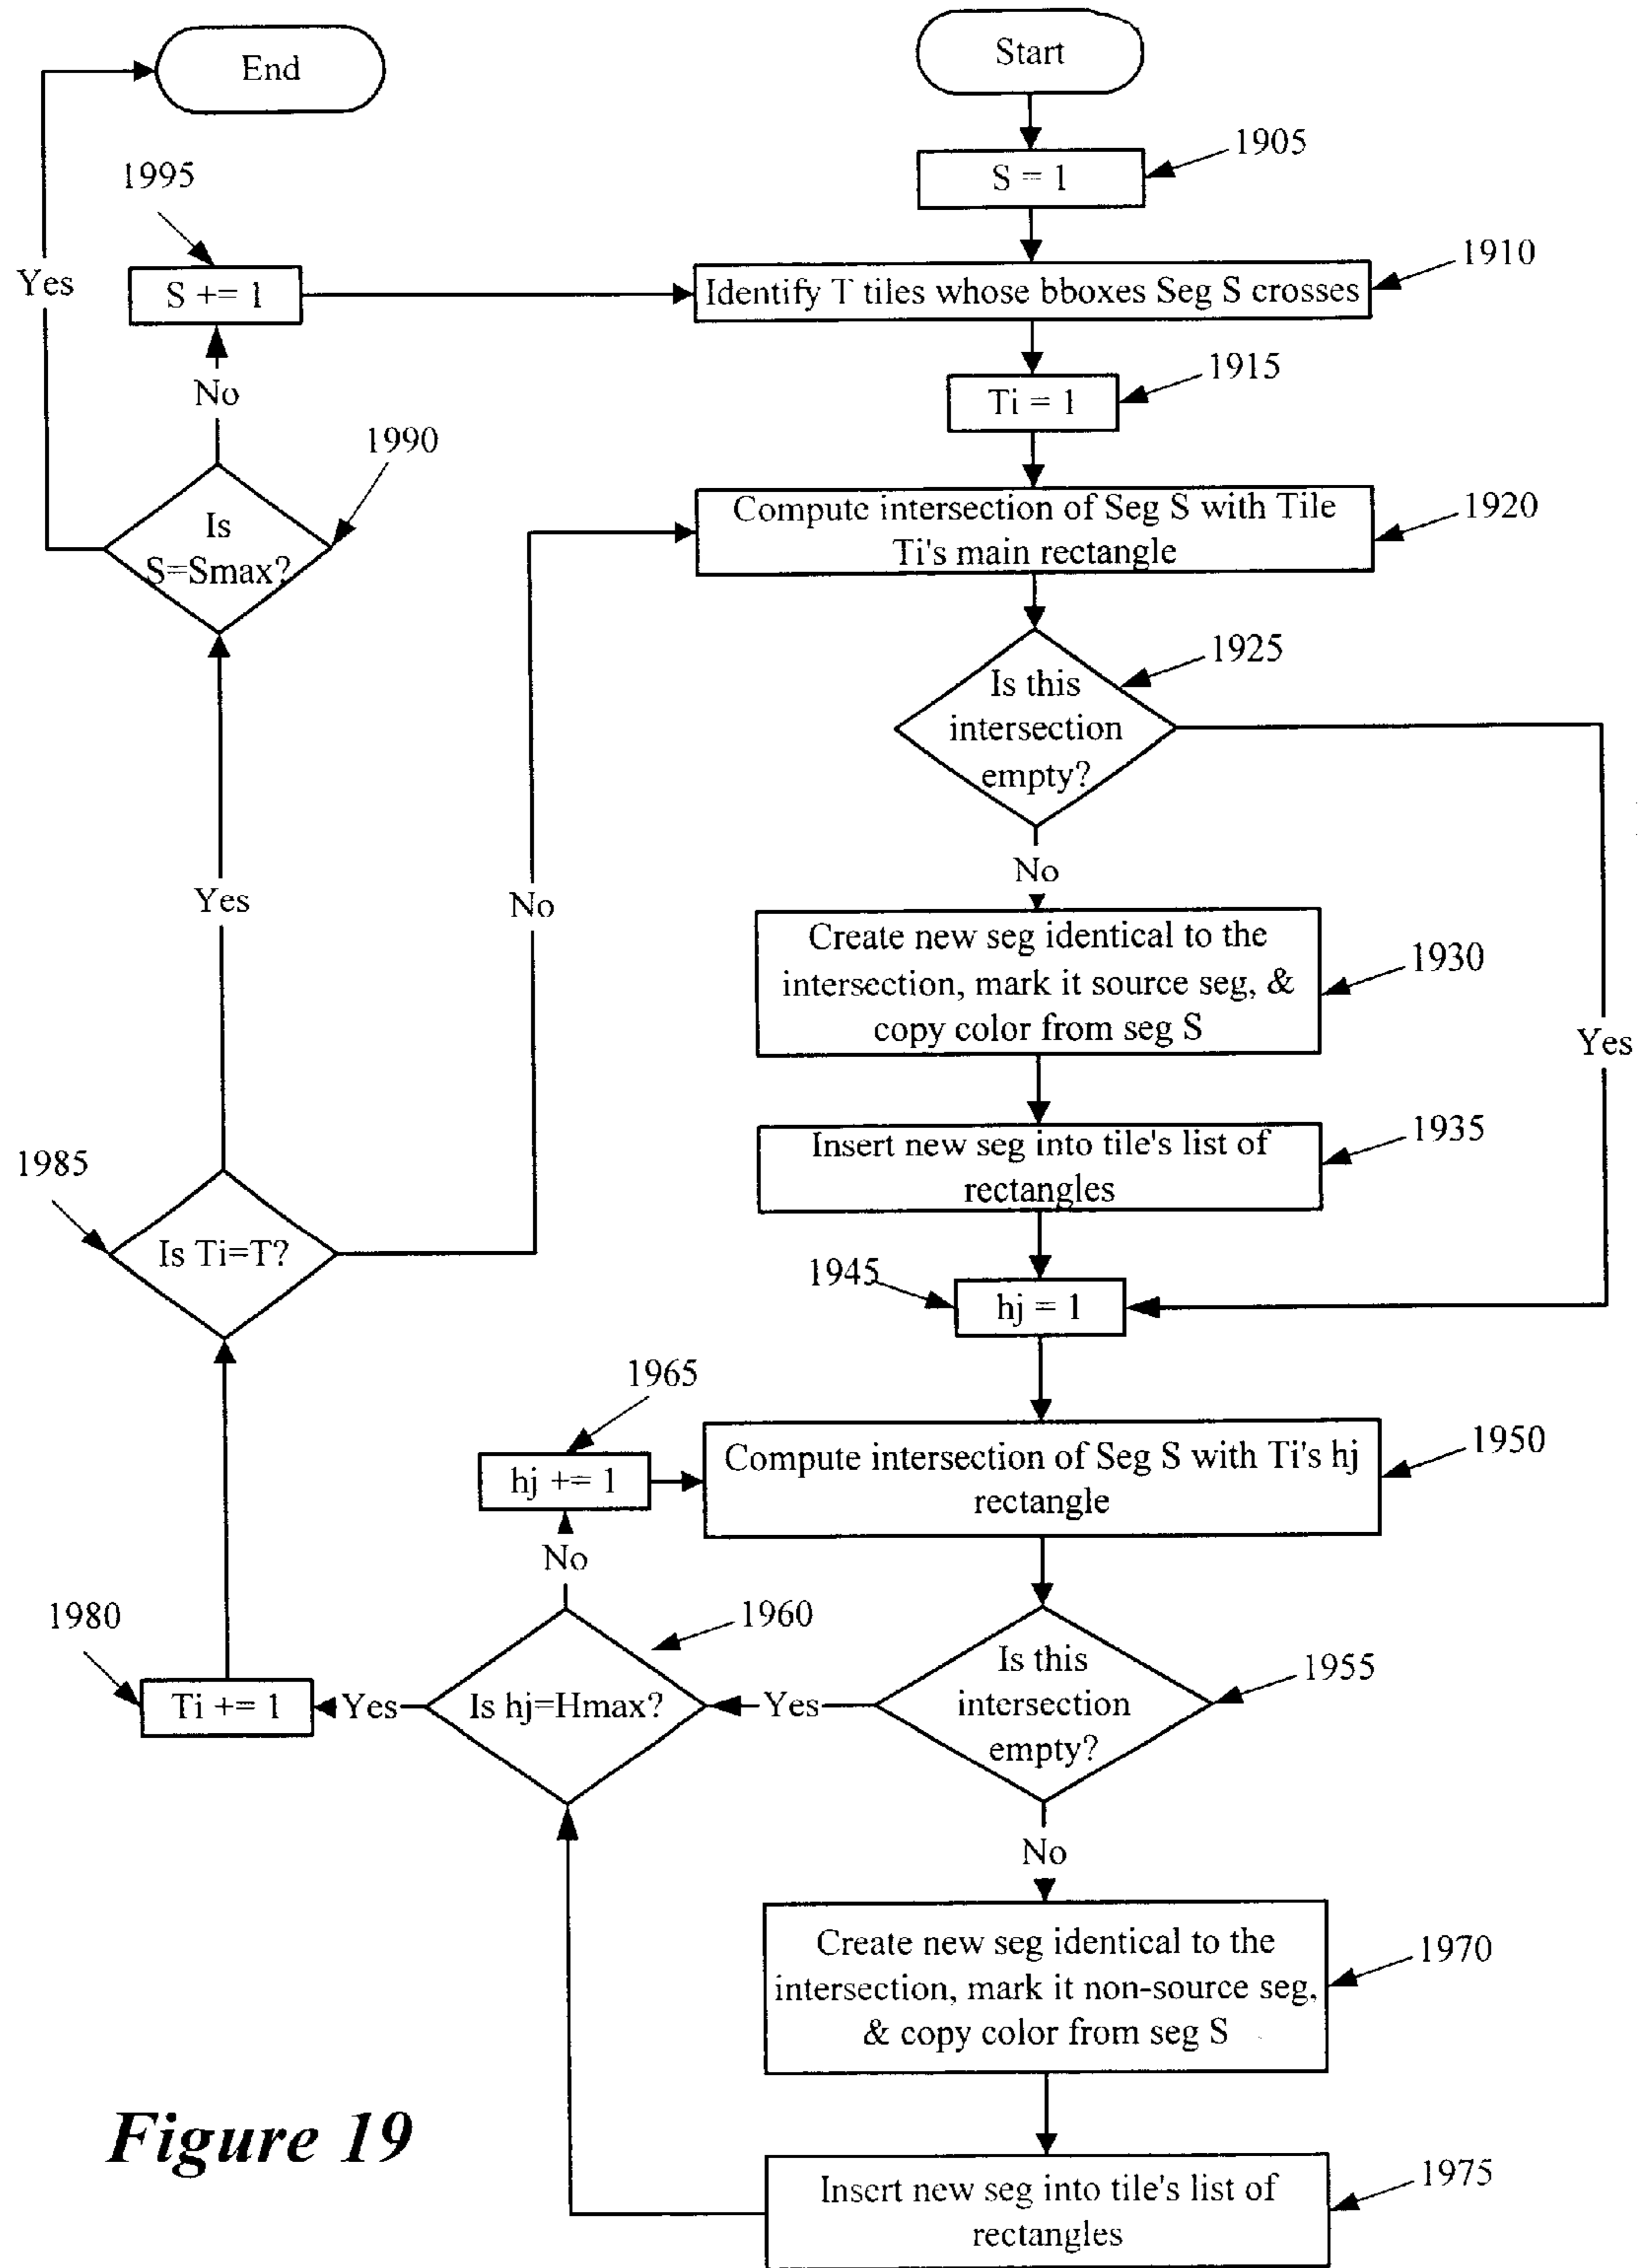 End
Start
1905
S = 1
1995
1910
Yes
S += 1
Identify T tiles whose bboxes Seg S crosses
1915
No
Ti = 1
1990
Is
S=Smax?
1920
Compute intersection of Seg S with Tile
Ti's main rectangle
1925
Is this
intersection
empty?
No
Yes
No
1930
Create new seg identical to the
intersection, mark it source seg, &
copy color from seg S
Yes
1935
Insert new seg into tile's list of
rectangles
1985
Is Ti=T?
1945
hj = 1
1965
hj += 1
1950
Compute intersection of Seg S with Ti's hj
rectangle
No
1980
Ti += 1
Yes
1960
Is hj=Hmax?
Yes
1955
Is this
intersection
empty?
No
1970
Create new seg identical to the
intersection, mark it non-source seg,
& copy color from seg S
1975
Insert new seg into tile's list of
rectangles
Figure 19